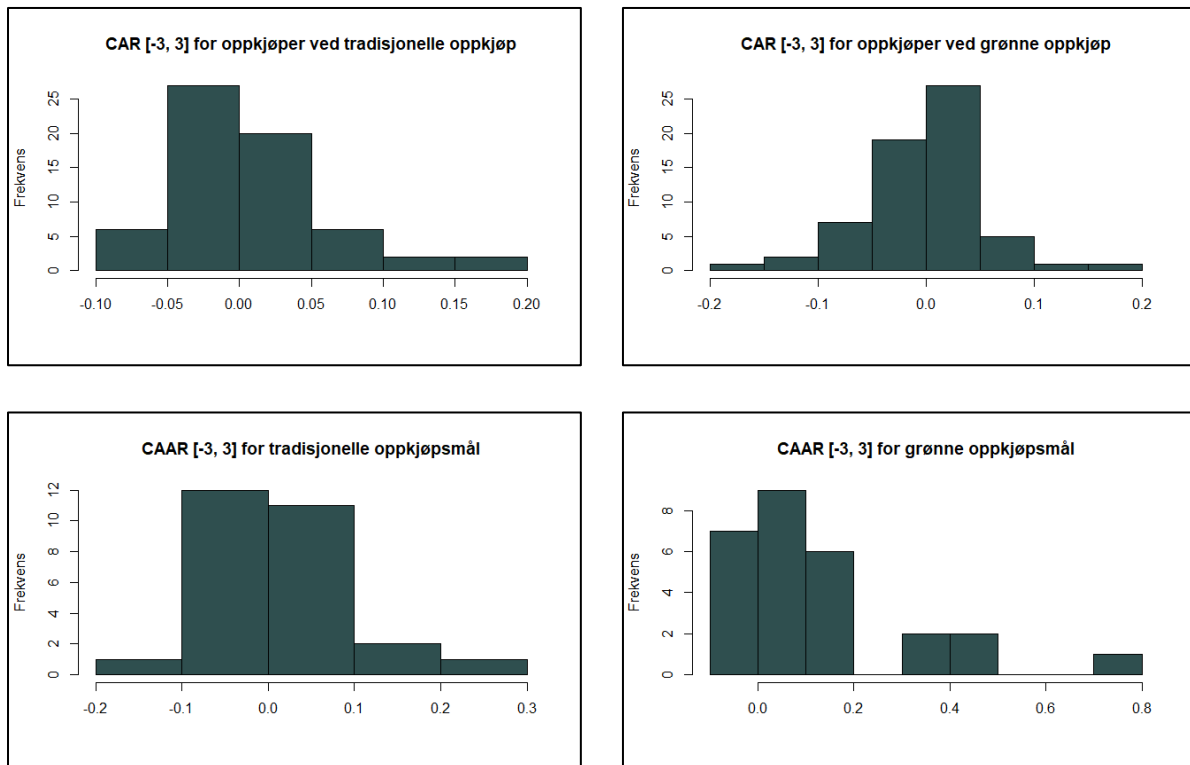 CAR [-3, 3] for oppkjøper ved tradisjonelle oppkjøp
Frekvens
0 5 10 15 20 25
-0.10 -0.05 0.00 0.05 0.10 0.15 0.20
CAR [-3, 3] for oppkjøper ved grønne oppkjøp
Frekvens
0 5 10 15 20 25
-0.2 -0.1 0.0 0.1 0.2
CAAR [-3, 3] for tradisjonelle oppkjøpsmål
Frekvens
0 2 4 6 8 10 12
-0.2 -0.1 0.0 0.1 0.2 0.3
CAAR [-3, 3] for grønne oppkjøpsmål
Frekvens
0 2 4 6 8
0.0 0.2 0.4 0.6 0.8